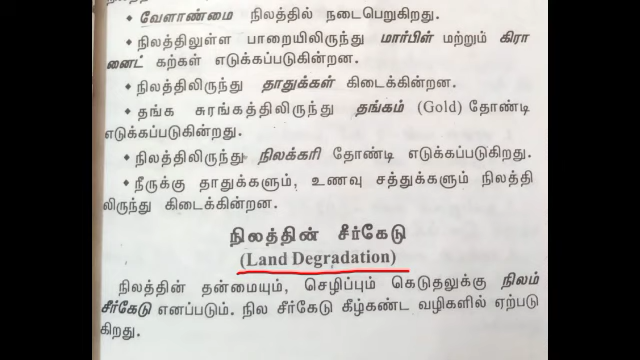 • வேளாண்மை நிலத்தில் நடைபெறுகிறது.
• நிலத்திலுள்ள பாறையிலிருந்து மார்பிள் மற்றும் கிரா
னைட் கற்கள் எடுக்கப்படுகின்றன.
• நிலத்திலிருந்து தாதுக்கள் கிடைக்கின்றன.
• தங்க சுரங்கத்திலிருந்து தங்கம் (Gold) தோண்டி
எடுக்கப்படுகின்றது.
• நிலத்திலிருந்து நிலக்கரி தோண்டி எடுக்கப்படுகிறது.
• நீருக்கு தாதுக்களும், உணவு சத்துக்களும் நிலத்தி
லிருந்து கிடைக்கின்றன.
நிலத்தின் சீர்கேடு
(Land Degradation)
நிலத்தின் தன்மையும், செழிப்பும் கெடுதலுக்கு நிலம்
சீர்கேடு எனப்படும். நில சீர்கேடு கீழ்கண்ட வழிகளில் ஏற்படு
கிறது.